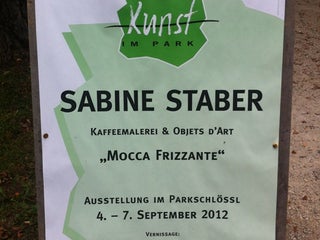 Kunst
IM PARK
SABINE STABER
KAFFEEMALEREI & OBJETS D'ART
„MOCCA FRIZZANTE“
AUSSTELLUNG IM PARKSCHLÖSSL
4. – 7. SEPTEMBER 2012
VERNISSAGE: